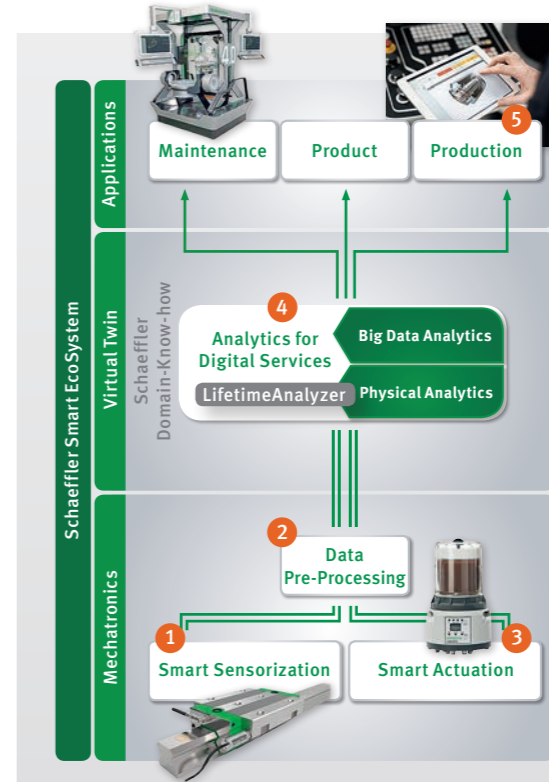 Schaeffler Smart EcoSystem
Applications
Maintenance
Product
5
Production
Virtual Twin
Schaeffler
Domain-Know-how
4
Analytics for
Digital Services
Big Data Analytics
LifetimeAnalyzer
Physical Analytics
Mechatronics
2
Data
Pre-Processing
1
Smart Sensorization
3
Smart Actuation